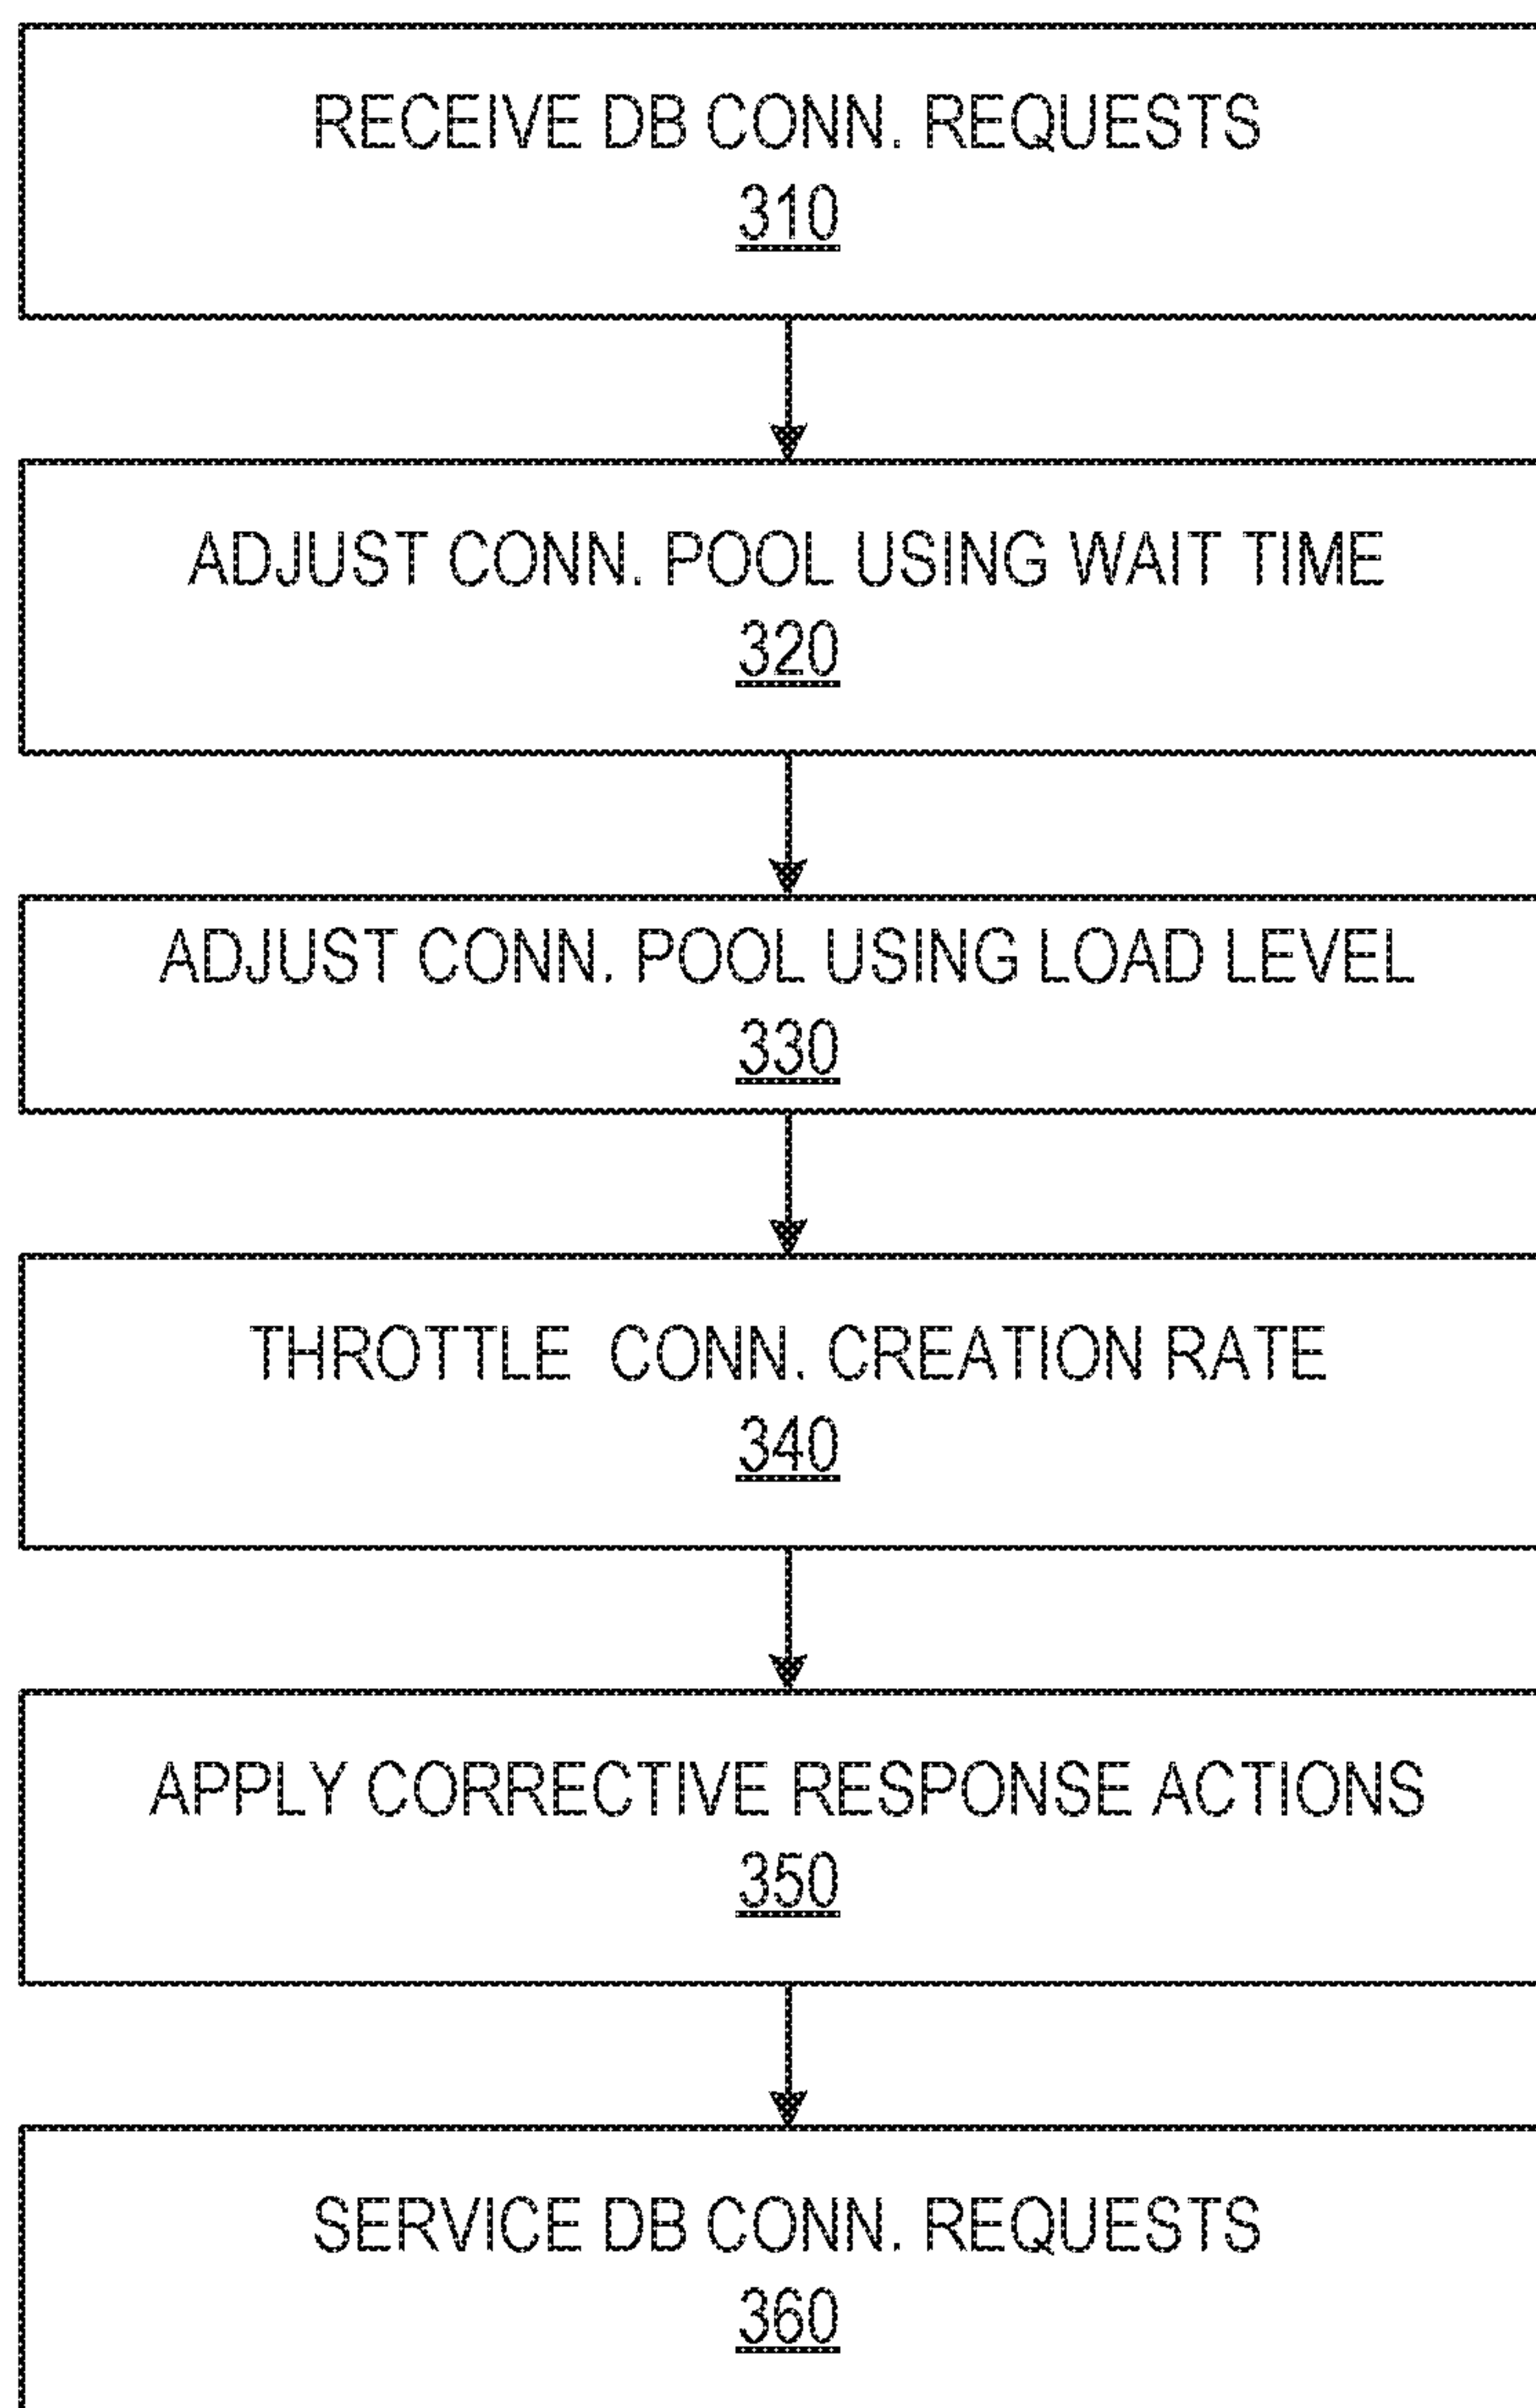 RECEIVE DB CONN. REQUESTS
310
ADJUST CONN. POOL USING WAIT TIME
320
ADJUST CONN. POOL USING LOAD LEVEL
330
THROTTLE CONN. CREATION RATE
340
APPLY CORRECTIVE RESPONSE ACTIONS
350
SERVICE DB CONN. REQUESTS
360